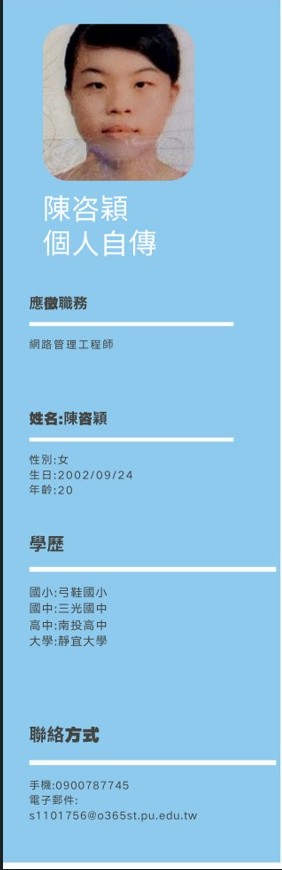 陳咨穎
個人自傳
應徵職務
網路管理工程師
姓名:陳咨穎
性別:女
生日:2002/09/24
年齡:20
學歷
國小:弓鞋國小
國中:三光國中
高中:南投高中
大學:靜宜大學
聯絡方式
手機:0900787745
電子郵件:
s1101756@o365st.pu.edu.tw